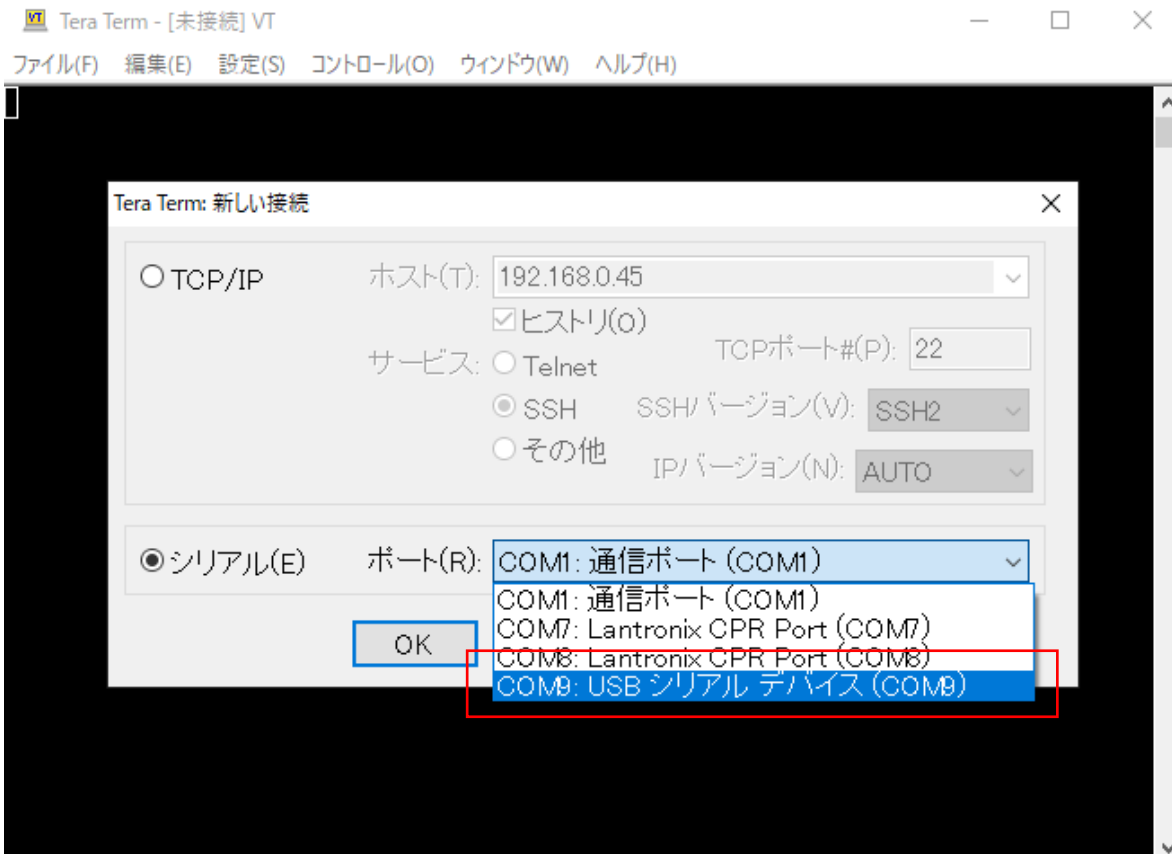 Tera Term - [未接続] VT
ファイル(F) 編集(E) 設定(S) コントロール(O) ウィンドウ(W) ヘルプ(H)
Tera Term: 新しい接続
TCP/IP ホスト(T): 192.168.0.45
ヒストリ(O)
サービス: Telnet TCPポート#(P): 22
SSH SSHバージョン(V): SSH2
その他 IPバージョン(N): AUTO
シリアル(E) ポート(R): COM1: 通信ポート (COM1)
COM1: 通信ポート (COM1)
COM7: Lantronix CPR Port (COM7)
OK
COM8: Lantronix CPR Port (COM8)
COM9: USB シリアル デバイス (COM9)